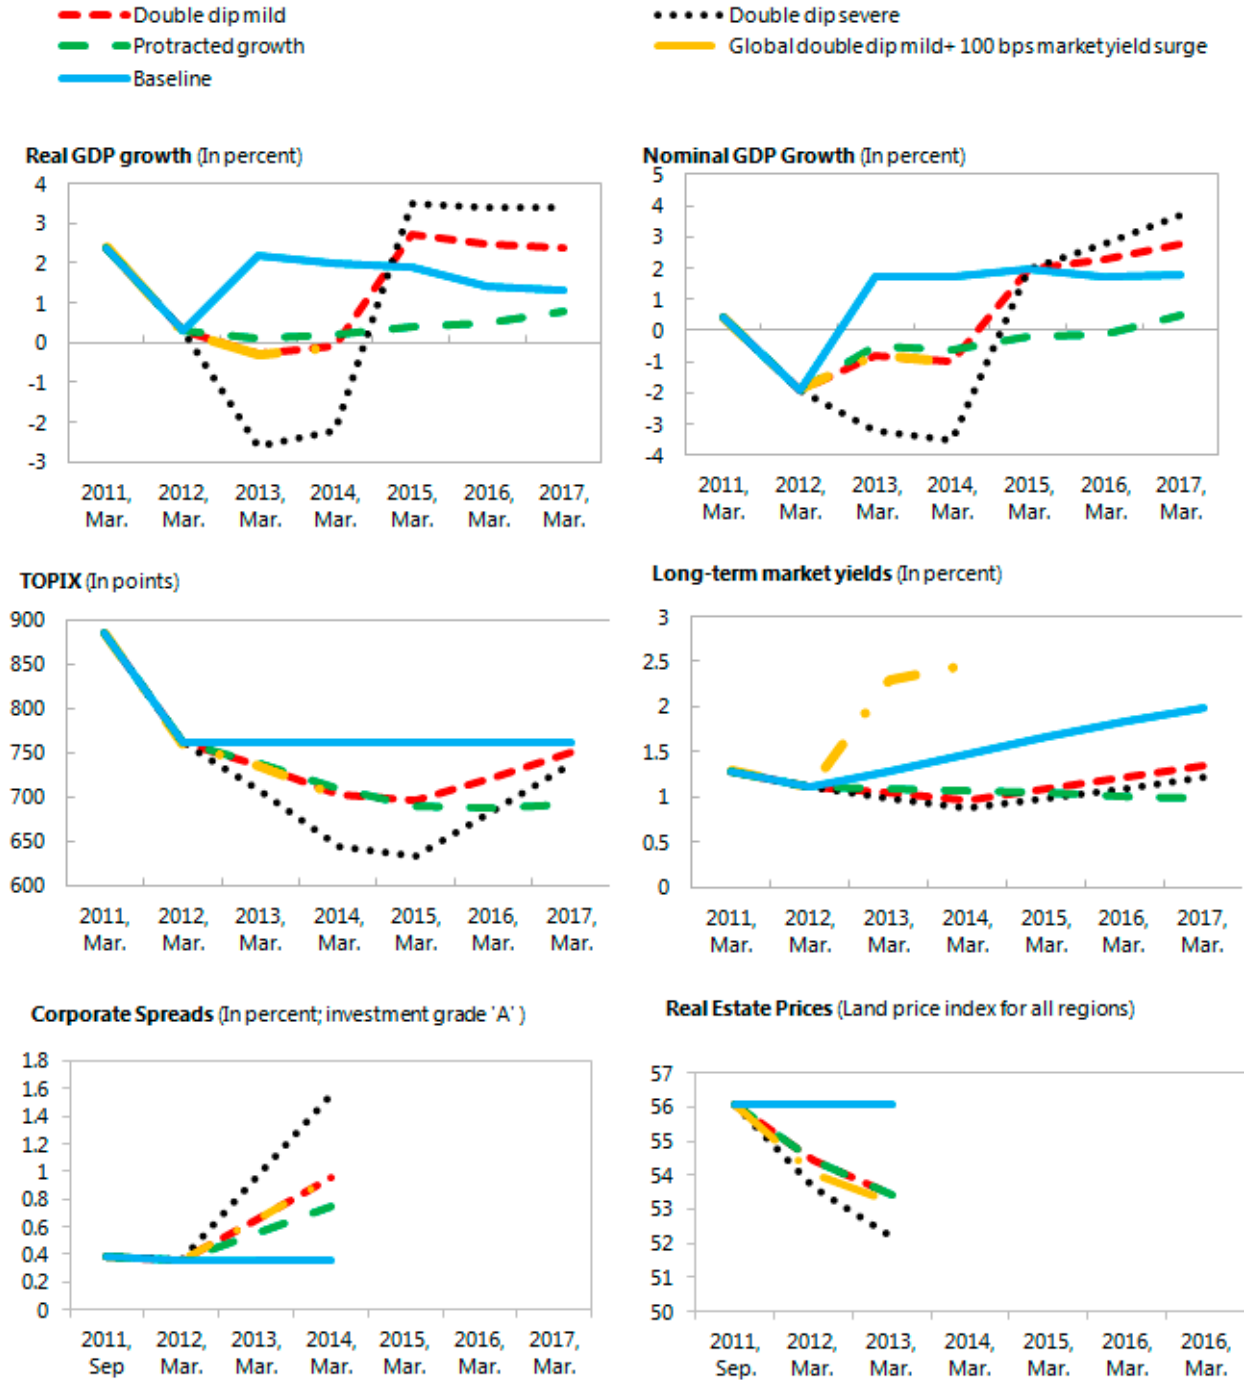 Double dip mild
Double dip severe
Protracted growth
Global double dip mild+ 100 bps market yield surge
Baseline
Real GDP growth (In percent)
4
3
2
1
0
-1
-2
-3
2011, 2012, 2013, 2014, 2015, 2016, 2017,
Mar. Mar. Mar. Mar. Mar. Mar. Mar.
Nominal GDP Growth (In percent)
5
4
3
2
1
0
-1
-2
-3
-4
2011, 2012, 2013, 2014, 2015, 2016, 2017,
Mar. Mar. Mar. Mar. Mar. Mar. Mar.
TOPIX (In points)
900
850
800
750
700
650
600
2011, 2012, 2013, 2014, 2015, 2016, 2017,
Mar. Mar. Mar. Mar. Mar. Mar. Mar.
Long-term market yields (In percent)
3
2.5
2
1.5
1
0.5
0
2011, 2012, 2013, 2014, 2015, 2016, 2017,
Mar. Mar. Mar. Mar. Mar. Mar. Mar.
Corporate Spreads (In percent; investment grade 'A' )
1.8
1.6
1.4
1.2
1
0.8
0.6
0.4
0.2
0
2011, 2012, 2013, 2014, 2015, 2016, 2017,
Sep Mar. Mar. Mar. Mar. Mar. Mar.
Real Estate Prices (Land price index for all regions)
57
56
55
54
53
52
51
50
2011, 2012, 2013, 2014, 2015, 2016, 2016,
Sep. Mar. Mar. Mar. Mar. Mar. Mar.